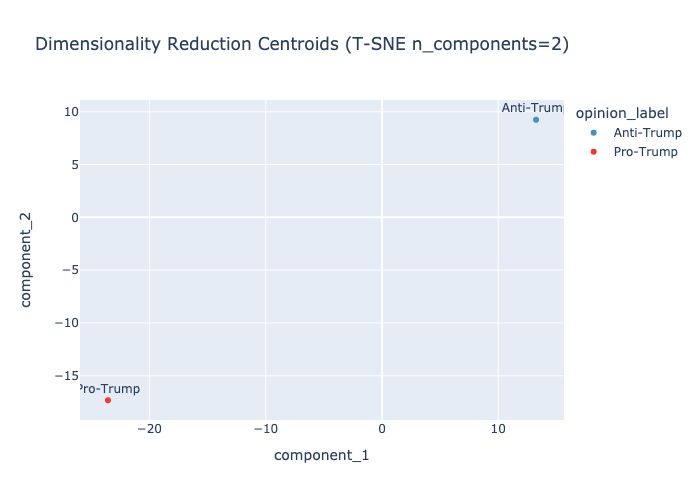 Dimensionality Reduction Centroids (T-SNE n_components=2)
Anti-Trump
opinion_label
Anti-Trump
Pro-Trump
10
5
0
−5
−10
−15
component_2
Pro-Trump
−20
−10
0
10
component_1